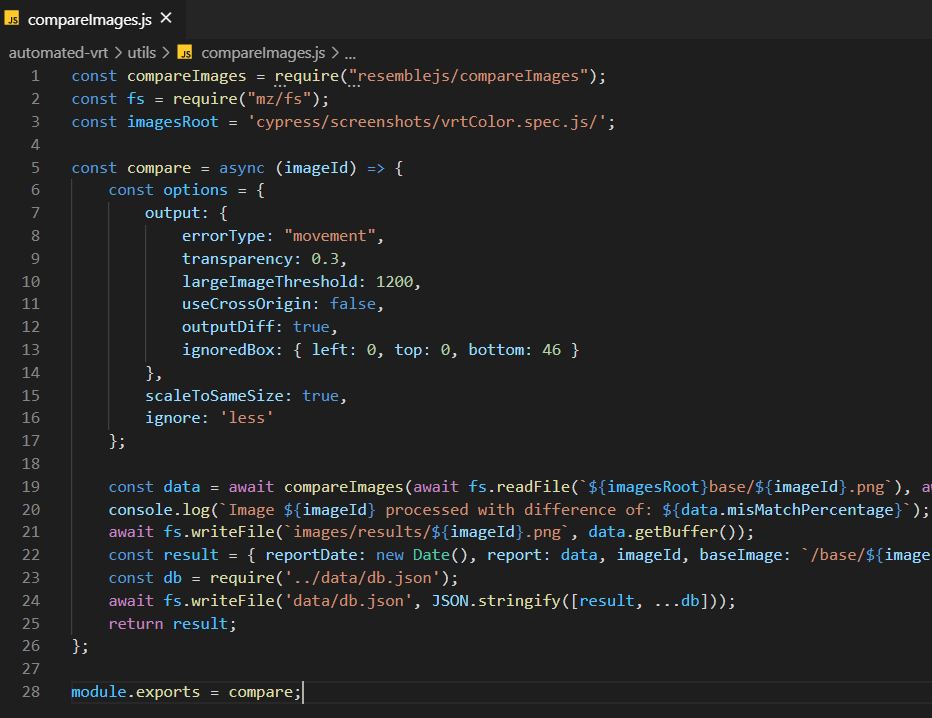 JS compareImages.js ×
automated-vrt > utils > JS compareImages.js > ...
1 const compareImages = require("resemblejs/compareImages");
2 const fs = require("mz/fs");
3 const imagesRoot = 'cypress/screenshots/vrtColor.spec.js/';
4
5 const compare = async (imageId) => {
6 const options = {
7 output: {
8 errorType: "movement",
9 transparency: 0.3,
10 largeImageThreshold: 1200,
11 useCrossOrigin: false,
12 outputDiff: true,
13 ignoredBox: { left: 0, top: 0, bottom: 46 }
14 },
15 scaleToSameSize: true,
16 ignore: 'less'
17 };
18
19 const data = await compareImages(await fs.readFile(`${imagesRoot}base/${imageId}.png`), aw
20 console.log(`Image ${imageId} processed with difference of: ${data.misMatchPercentage}`);
21 await fs.writeFile(`images/results/${imageId}.png`, data.getBuffer());
22 const result = { reportDate: new Date(), report: data, imageId, baseImage: `/base/${image
23 const db = require('../data/db.json');
24 await fs.writeFile('data/db.json', JSON.stringify([result, ...db]));
25 return result;
26 };
27
28 module.exports = compare;